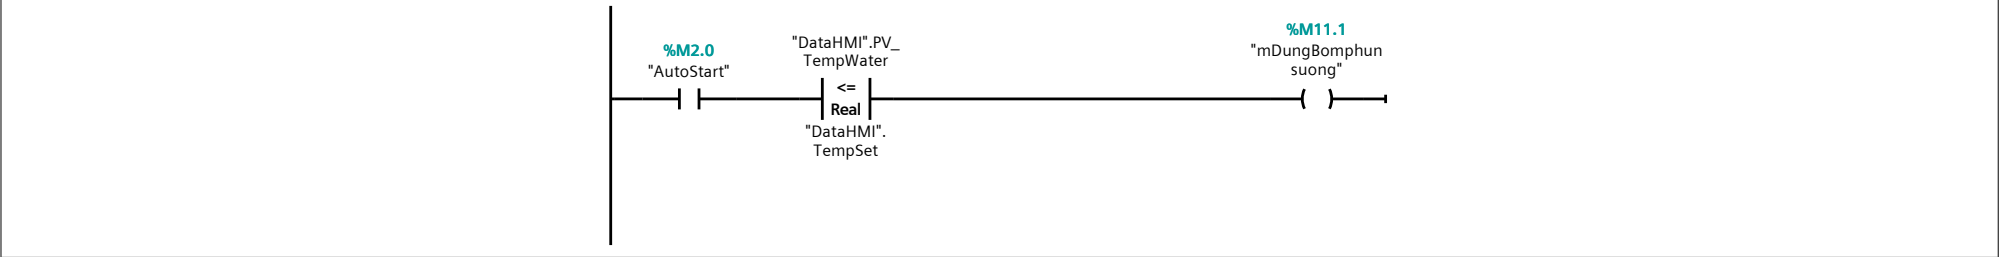 %M2.0
"AutoStart"
"DataHMI".PV_
TempWater
<=
Real
"DataHMI".
TempSet
%M11.1
"mDungBomphun
suong"